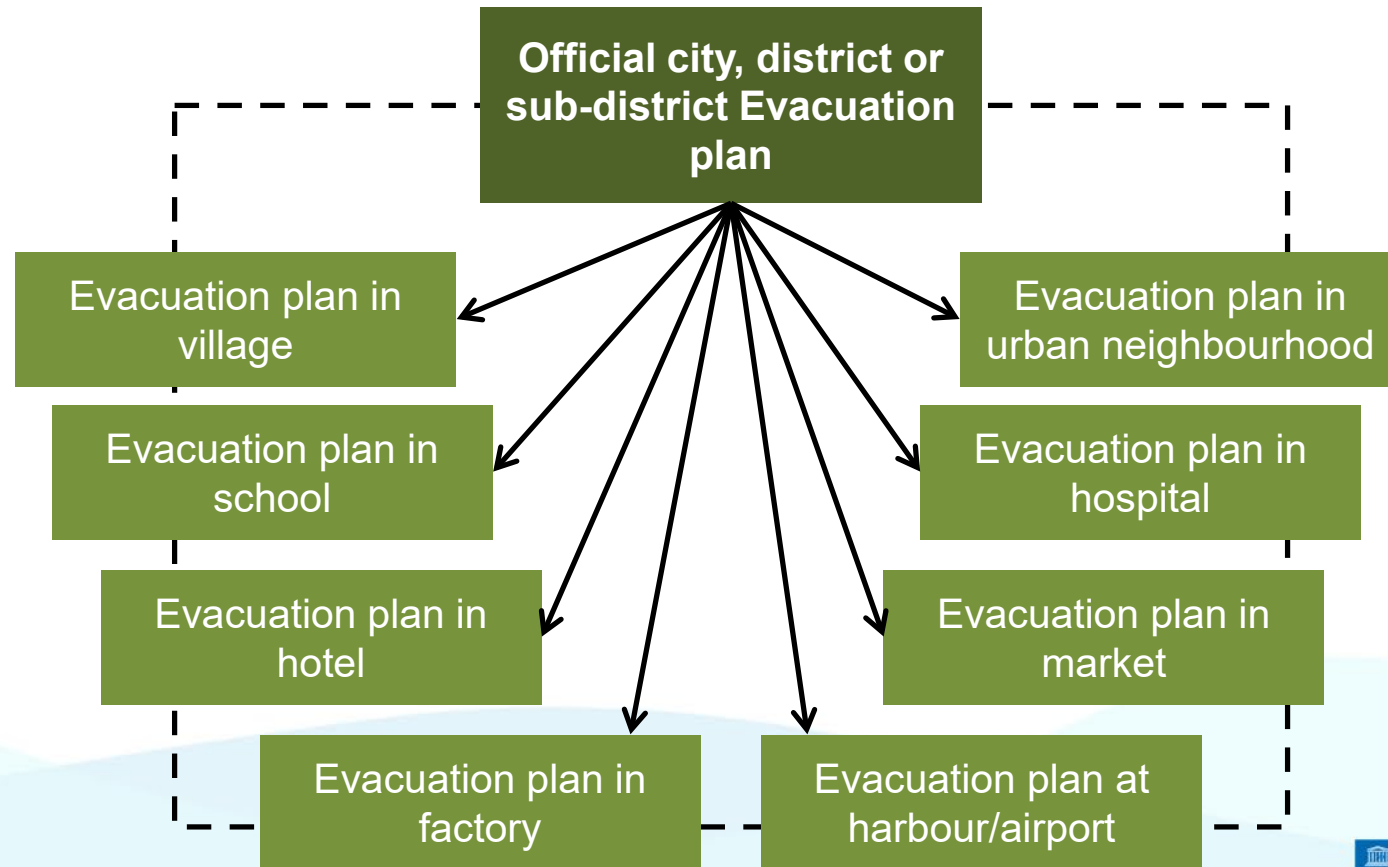 Official city, district or
sub-district Evacuation
plan
Evacuation plan in
village
Evacuation plan in
urban neighbourhood
Evacuation plan in
school
Evacuation plan in
hospital
Evacuation plan in
hotel
Evacuation plan in
market
Evacuation plan in
factory
Evacuation plan at
harbour/airport